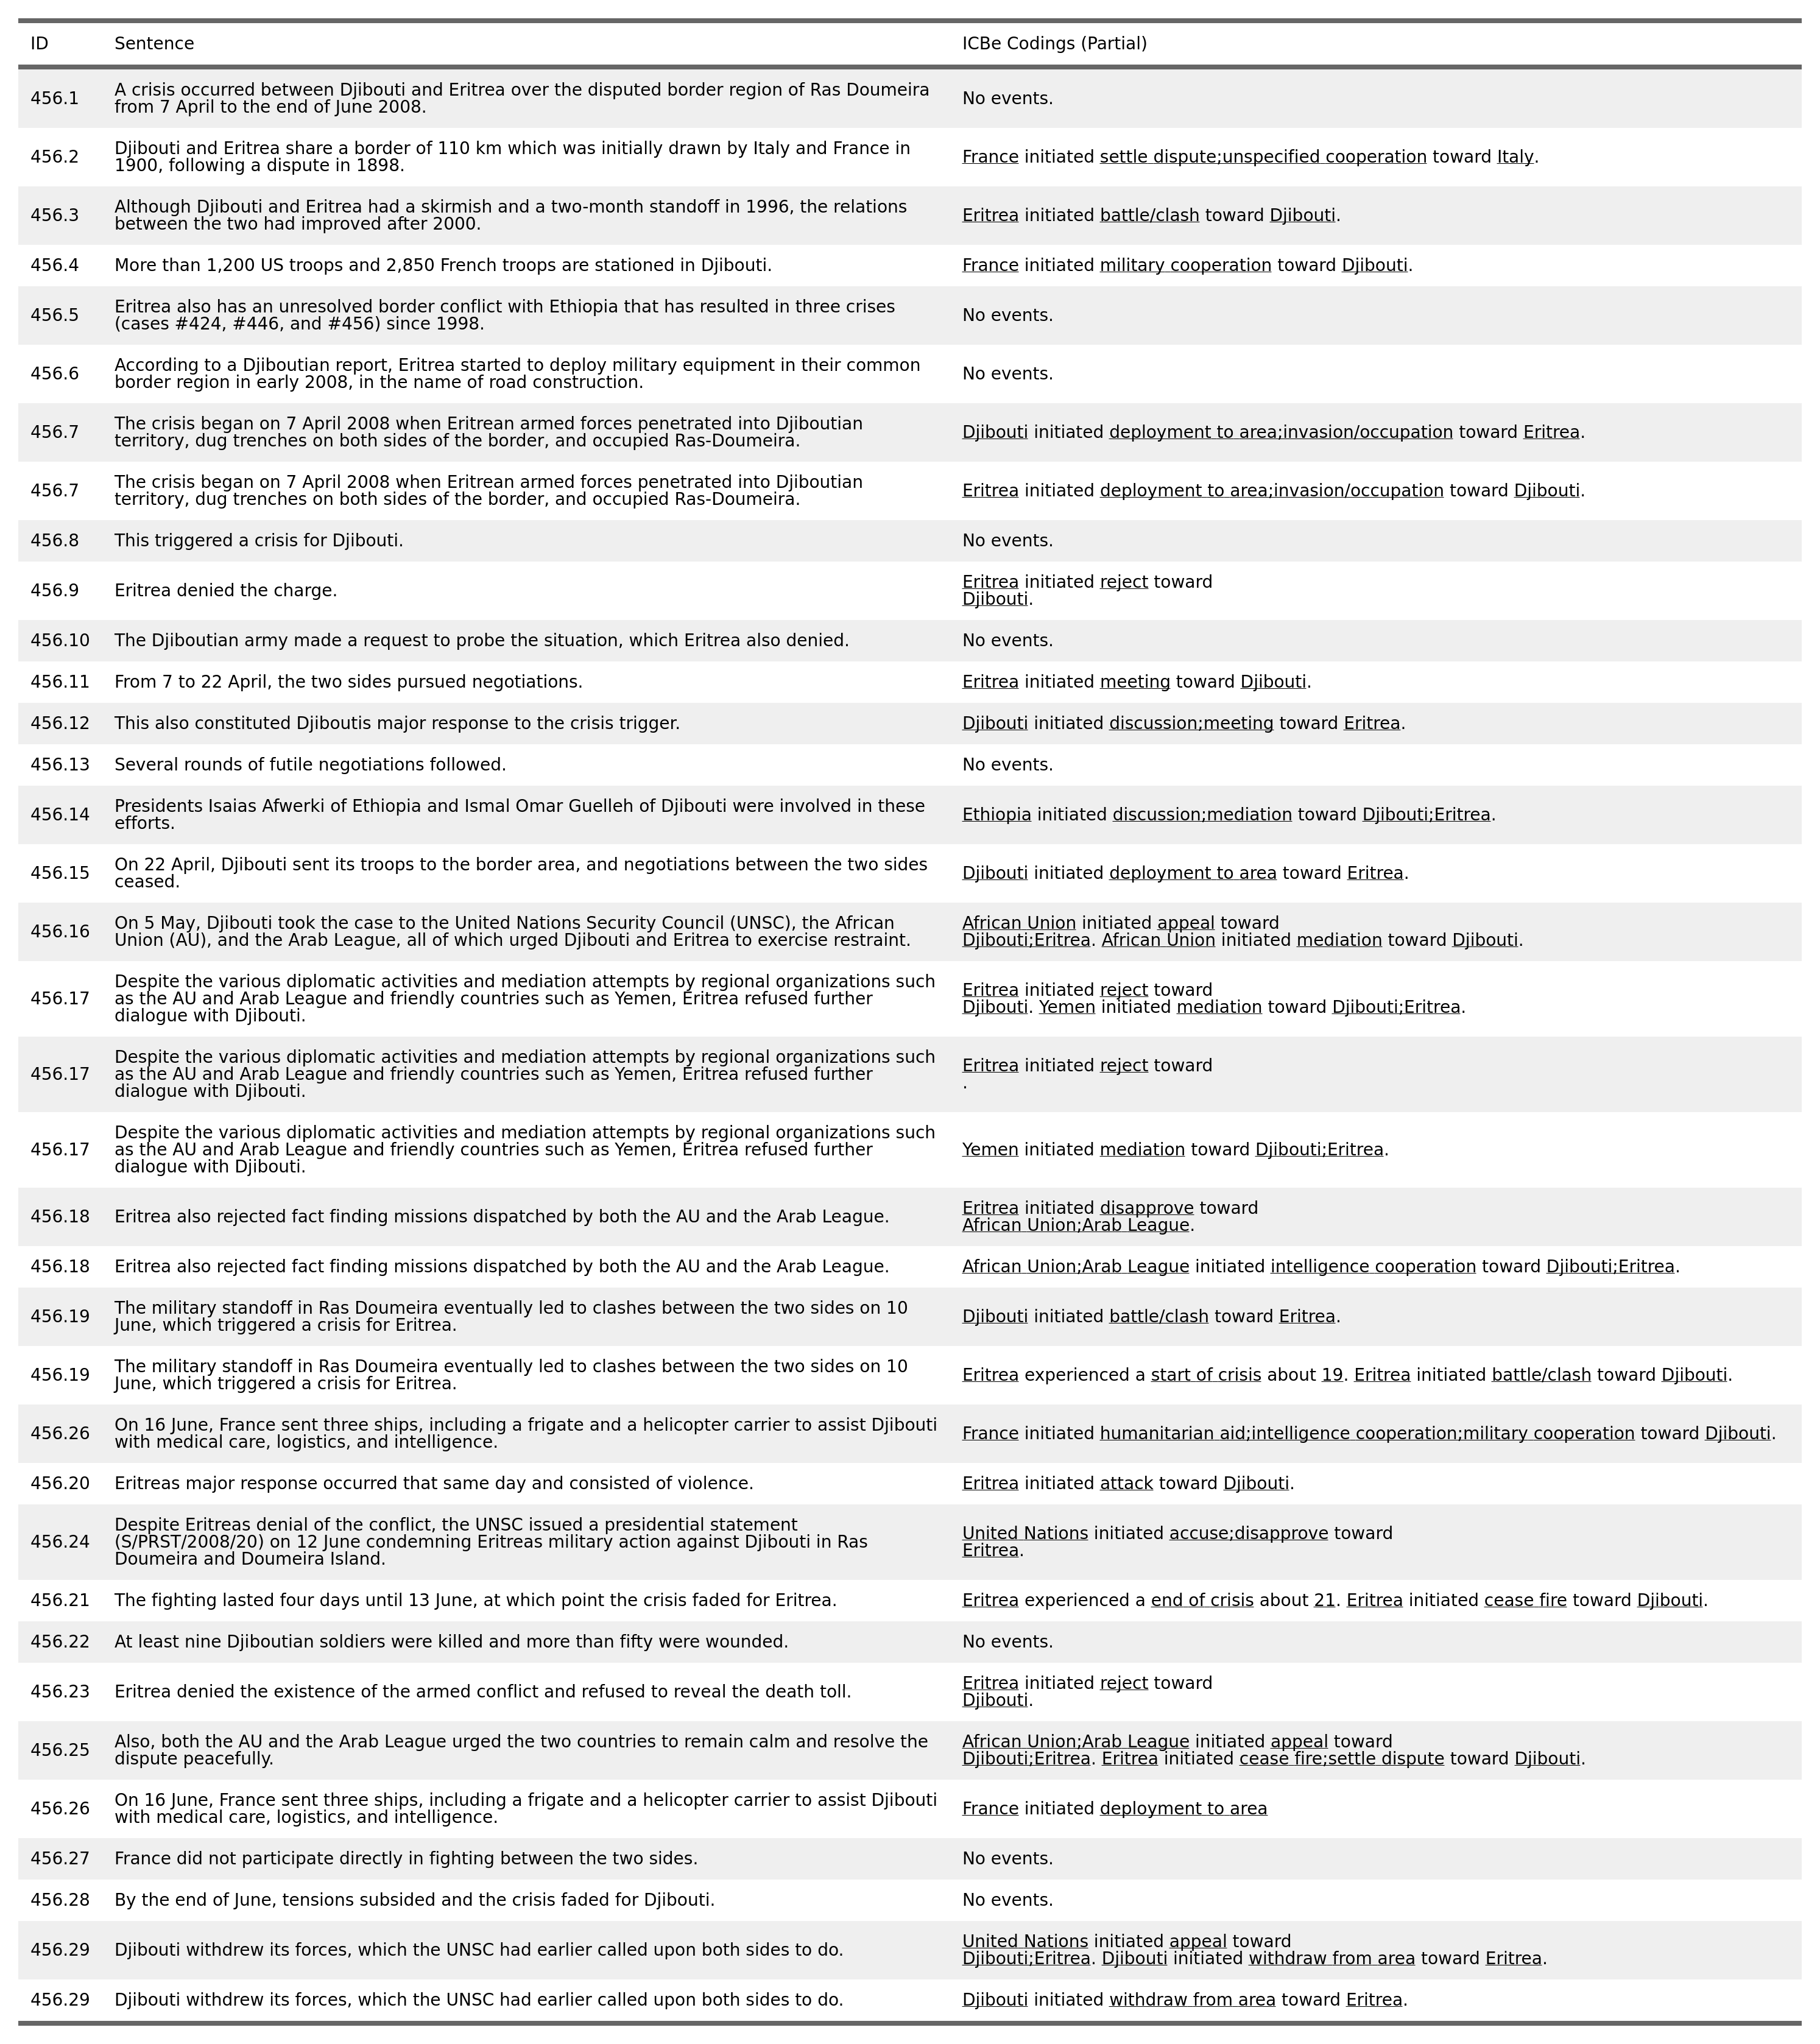 ID Sentence ICBe Codings (Partial)
456.1 A crisis occurred between Djibouti and Eritrea over the disputed border region of Ras Doumeira
from 7 April to the end of June 2008. No events.
456.2 Djibouti and Eritrea share a border of 110 km which was initially drawn by Italy and France in
1900, following a dispute in 1898. France initiated settle dispute;unspecified cooperation toward Italy.
456.3 Although Djibouti and Eritrea had a skirmish and a two-month standoff in 1996, the relations
between the two had improved after 2000. Eritrea initiated battle/clash toward Djibouti.
456.4 More than 1,200 US troops and 2,850 French troops are stationed in Djibouti. France initiated military cooperation toward Djibouti.
456.5 Eritrea also has an unresolved border conflict with Ethiopia that has resulted in three crises
(cases #424, #446, and #456) since 1998. No events.
456.6 According to a Djiboutian report, Eritrea started to deploy military equipment in their common
border region in early 2008, in the name of road construction. No events.
456.7 The crisis began on 7 April 2008 when Eritrean armed forces penetrated into Djiboutian
territory, dug trenches on both sides of the border, and occupied Ras-Doumeira. Djibouti initiated deployment to area;invasion/occupation toward Eritrea.
456.7 The crisis began on 7 April 2008 when Eritrean armed forces penetrated into Djiboutian
territory, dug trenches on both sides of the border, and occupied Ras-Doumeira. Eritrea initiated deployment to area;invasion/occupation toward Djibouti.
456.8 This triggered a crisis for Djibouti. No events.
456.9 Eritrea denied the charge. Eritrea initiated reject toward
Djibouti.
456.10 The Djiboutian army made a request to probe the situation, which Eritrea also denied. No events.
456.11 From 7 to 22 April, the two sides pursued negotiations. Eritrea initiated meeting toward Djibouti.
456.12 This also constituted Djiboutis major response to the crisis trigger. Djibouti initiated discussion;meeting toward Eritrea.
456.13 Several rounds of futile negotiations followed. No events.
456.14 Presidents Isaias Afwerki of Ethiopia and Ismal Omar Guelleh of Djibouti were involved in these
efforts. Ethiopia initiated discussion;mediation toward Djibouti;Eritrea.
456.15 On 22 April, Djibouti sent its troops to the border area, and negotiations between the two sides
ceased. Djibouti initiated deployment to area toward Eritrea.
456.16 On 5 May, Djibouti took the case to the United Nations Security Council (UNSC), the African African Union initiated appeal toward
Union (AU), and the Arab League, all of which urged Djibouti and Eritrea to exercise restraint. Djibouti;Eritrea. African Union initiated mediation toward Djibouti.
456.17 Despite the various diplomatic activities and mediation attempts by regional organizations such
as the AU and Arab League and friendly countries such as Yemen, Eritrea refused further
dialogue with Djibouti. Eritrea initiated reject toward
Djibouti. Yemen initiated mediation toward Djibouti;Eritrea.
456.17 Despite the various diplomatic activities and mediation attempts by regional organizations such
as the AU and Arab League and friendly countries such as Yemen, Eritrea refused further
dialogue with Djibouti. Eritrea initiated reject toward
.
456.17 Despite the various diplomatic activities and mediation attempts by regional organizations such
as the AU and Arab League and friendly countries such as Yemen, Eritrea refused further
dialogue with Djibouti. Yemen initiated mediation toward Djibouti;Eritrea.
456.18 Eritrea also rejected fact finding missions dispatched by both the AU and the Arab League. Eritrea initiated disapprove toward
African Union;Arab League.
456.18 Eritrea also rejected fact finding missions dispatched by both the AU and the Arab League. African Union;Arab League initiated intelligence cooperation toward Djibouti;Eritrea.
456.19 The military standoff in Ras Doumeira eventually led to clashes between the two sides on 10
June, which triggered a crisis for Eritrea. Djibouti initiated battle/clash toward Eritrea.
456.19 The military standoff in Ras Doumeira eventually led to clashes between the two sides on 10
June, which triggered a crisis for Eritrea. Eritrea experienced a start of crisis about 19. Eritrea initiated battle/clash toward Djibouti.
456.26 On 16 June, France sent three ships, including a frigate and a helicopter carrier to assist Djibouti
with medical care, logistics, and intelligence. France initiated humanitarian aid;intelligence cooperation;military cooperation toward Djibouti.
456.20 Eritreas major response occurred that same day and consisted of violence. Eritrea initiated attack toward Djibouti.
456.24 Despite Eritreas denial of the conflict, the UNSC issued a presidential statement
(S/PRST/2008/20) on 12 June condemning Eritreas military action against Djibouti in Ras
Doumeira and Doumeira Island. United Nations initiated accuse;disapprove toward
Eritrea.
456.21 The fighting lasted four days until 13 June, at which point the crisis faded for Eritrea. Eritrea experienced a end of crisis about 21. Eritrea initiated cease fire toward Djibouti.
456.22 At least nine Djiboutian soldiers were killed and more than fifty were wounded. No events.
456.23 Eritrea denied the existence of the armed conflict and refused to reveal the death toll. Eritrea initiated reject toward
Djibouti.
456.25 Also, both the AU and the Arab League urged the two countries to remain calm and resolve the African Union;Arab League initiated appeal toward
dispute peacefully. Djibouti;Eritrea. Eritrea initiated cease fire;settle dispute toward Djibouti.
456.26 On 16 June, France sent three ships, including a frigate and a helicopter carrier to assist Djibouti
with medical care, logistics, and intelligence. France initiated deployment to area
456.27 France did not participate directly in fighting between the two sides. No events.
456.28 By the end of June, tensions subsided and the crisis faded for Djibouti. No events.
456.29 Djibouti withdrew its forces, which the UNSC had earlier called upon both sides to do. United Nations initiated appeal toward
Djibouti;Eritrea. Djibouti initiated withdraw from area toward Eritrea.
456.29 Djibouti withdrew its forces, which the UNSC had earlier called upon both sides to do. Djibouti initiated withdraw from area toward Eritrea.